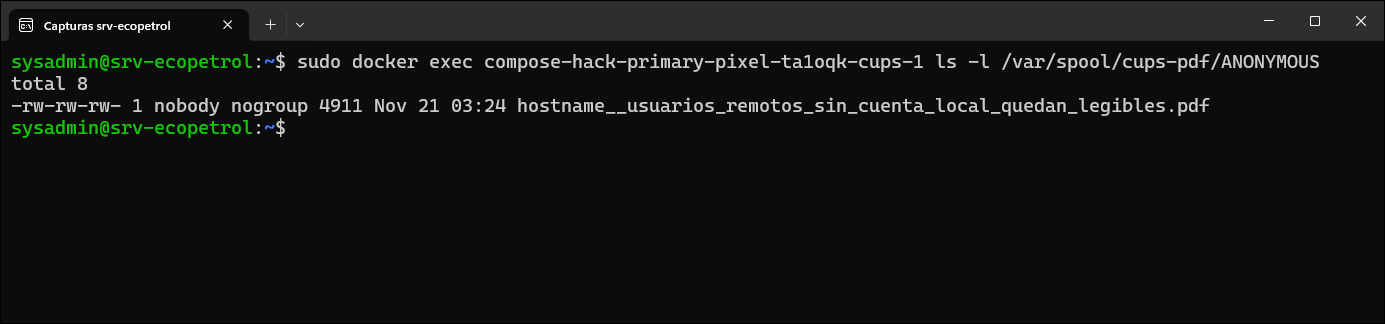 Capturas srv-ecopetrol
sysadmin@srv-ecopetrol:~$ sudo docker exec compose-hack-primary-pixel-ta1oqk-cups-1 ls -l /var/spool/cups-pdf/ANONYMOUS
total 8
-rw-rw-rw- 1 nobody nogroup 4911 Nov 21 03:24 hostname__usuarios_remotos_sin_cuenta_local_quedan_legibles.pdf
sysadmin@srv-ecopetrol:~$